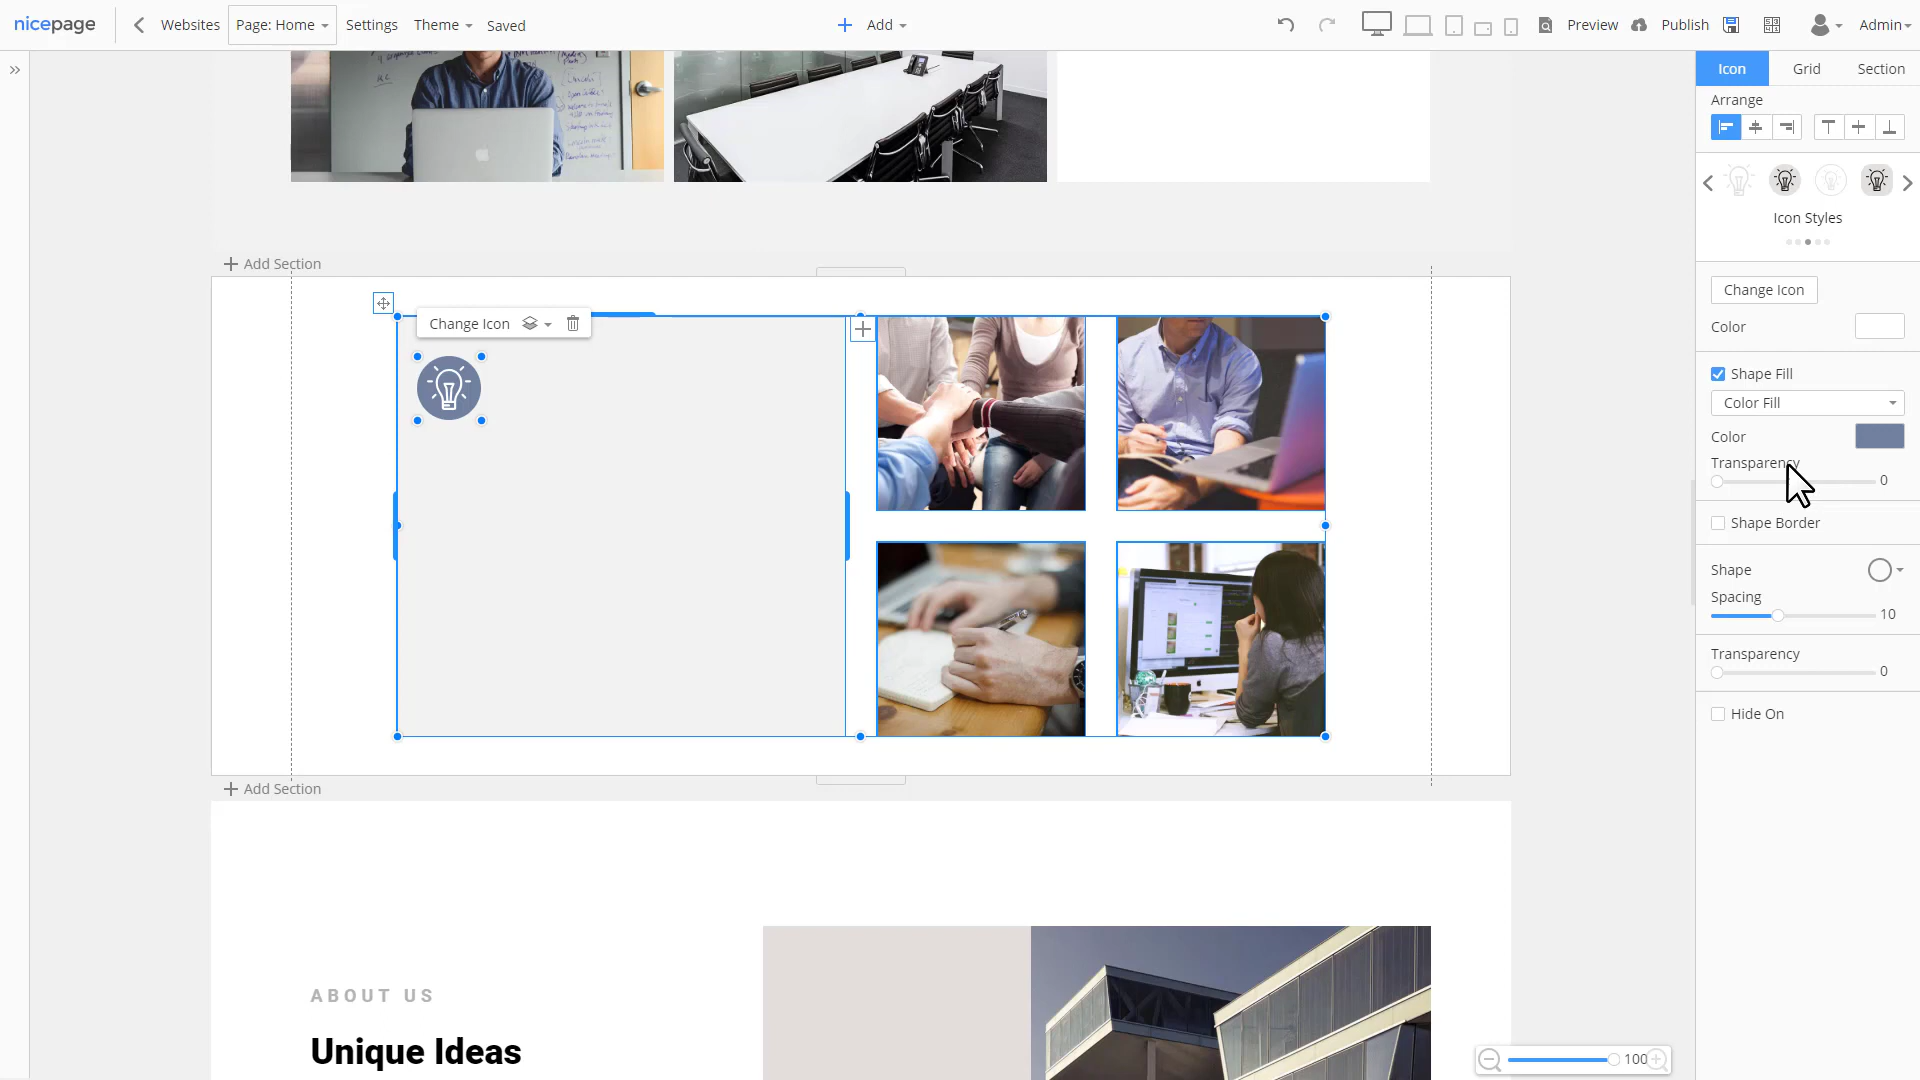 nicepage
Websites
Page: Home
Settings
Theme
Saved
Add
Preview
Publish
Admin
Icon
Grid
Section
Arrange
Icon Styles
Change Icon
Color
Shape Fill
Color Fill
Color
Transparency
0
Shape Border
Shape
Spacing
10
Transparency
0
Hide On
Add Section
Change Icon
Add Section
ABOUT US
Unique Ideas
100